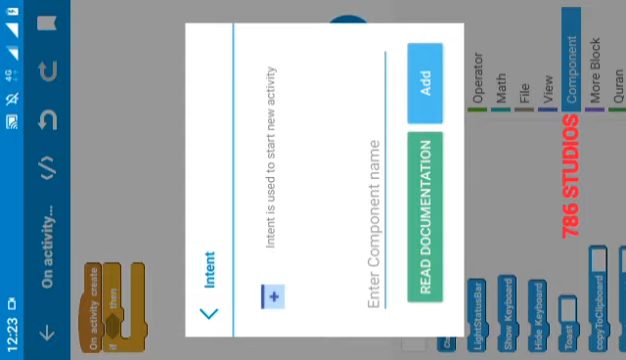 12:23
4G
On activity...
Intent
Intent is used to start new activity
Enter Component name
READ DOCUMENTATION
Add
On activity create
if
then
Operator
Math
File
View
Component
More Block
Quran
786 STUDIOS
LightStatusBar
Show Keyboard
Hide Keyboard
Toast
copyToClipboard